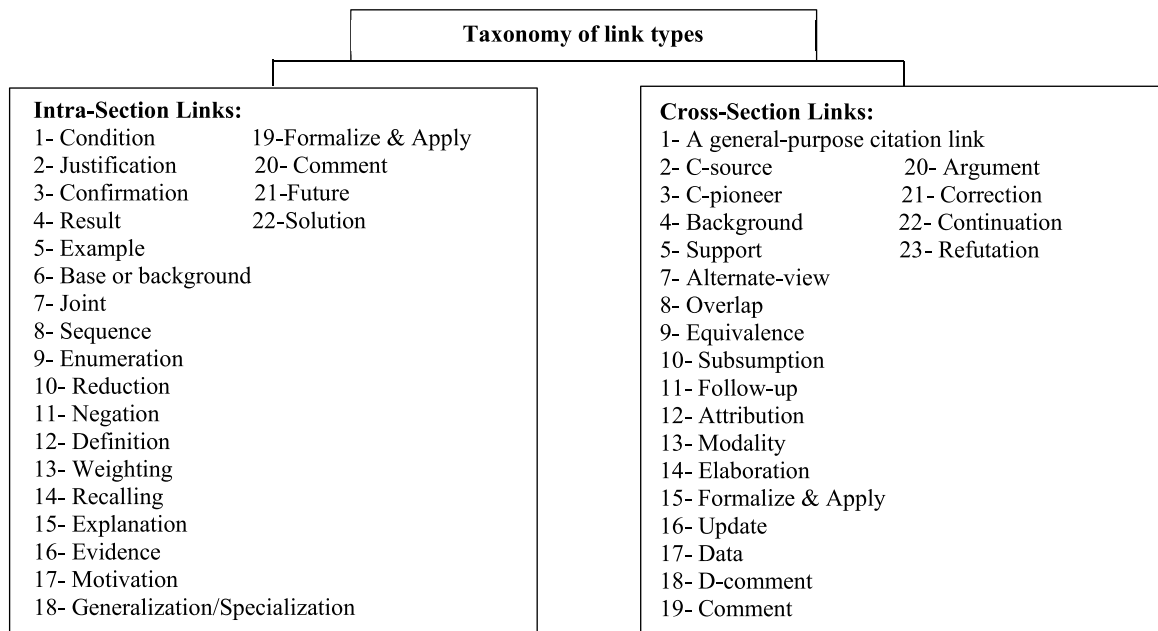 Taxonomy of link types
Intra-Section Links:
1- Condition 19-Formalize & Apply
2- Justification 20- Comment
3- Confirmation 21-Future
4- Result 22-Solution
5- Example
6- Base or background
7- Joint
8- Sequence
9- Enumeration
10- Reduction
11- Negation
12- Definition
13- Weighting
14- Recalling
15- Explanation
16- Evidence
17- Motivation
18- Generalization/Specialization
Cross-Section Links:
1- A general-purpose citation link
2- C-source 20- Argument
3- C-pioneer 21- Correction
4- Background 22- Continuation
5- Support 23- Refutation
7- Alternate-view
8- Overlap
9- Equivalence
10- Subsumption
11- Follow-up
12- Attribution
13- Modality
14- Elaboration
15- Formalize & Apply
16- Update
17- Data
18- D-comment
19- Comment